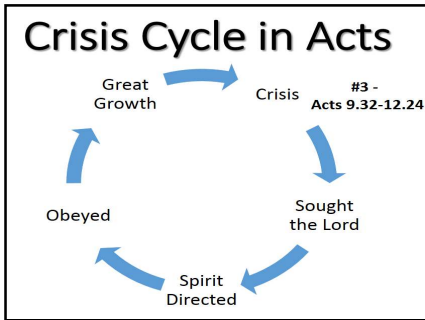 Crisis Cycle in Acts
Great
Growth
Crisis
#3 -
Acts 9.32-12.24
Sought
the Lord
Spirit
Directed
Obeyed